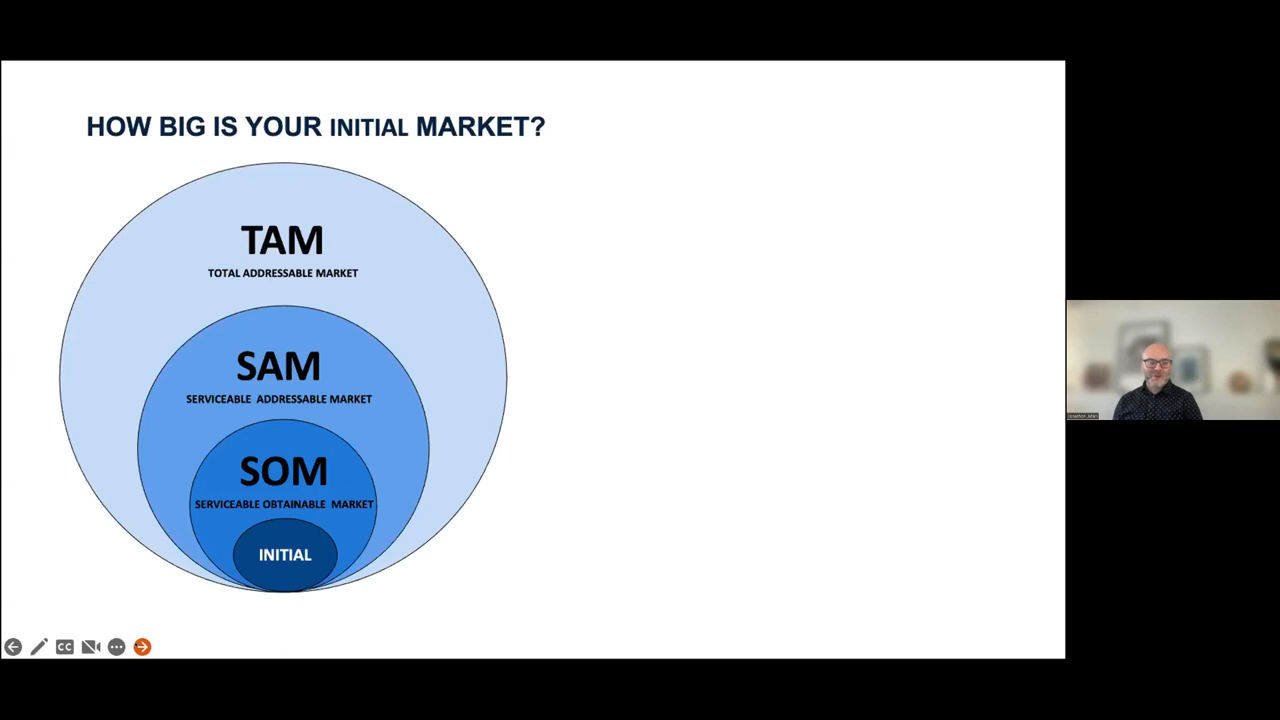 HOW BIG IS YOUR INITIAL MARKET?
TAM
TOTAL ADDRESSABLE MARKET
SAM
SERVICEABLE ADDRESSABLE MARKET
SOM
SERVICEABLE OBTAINABLE MARKET
INITIAL
CC